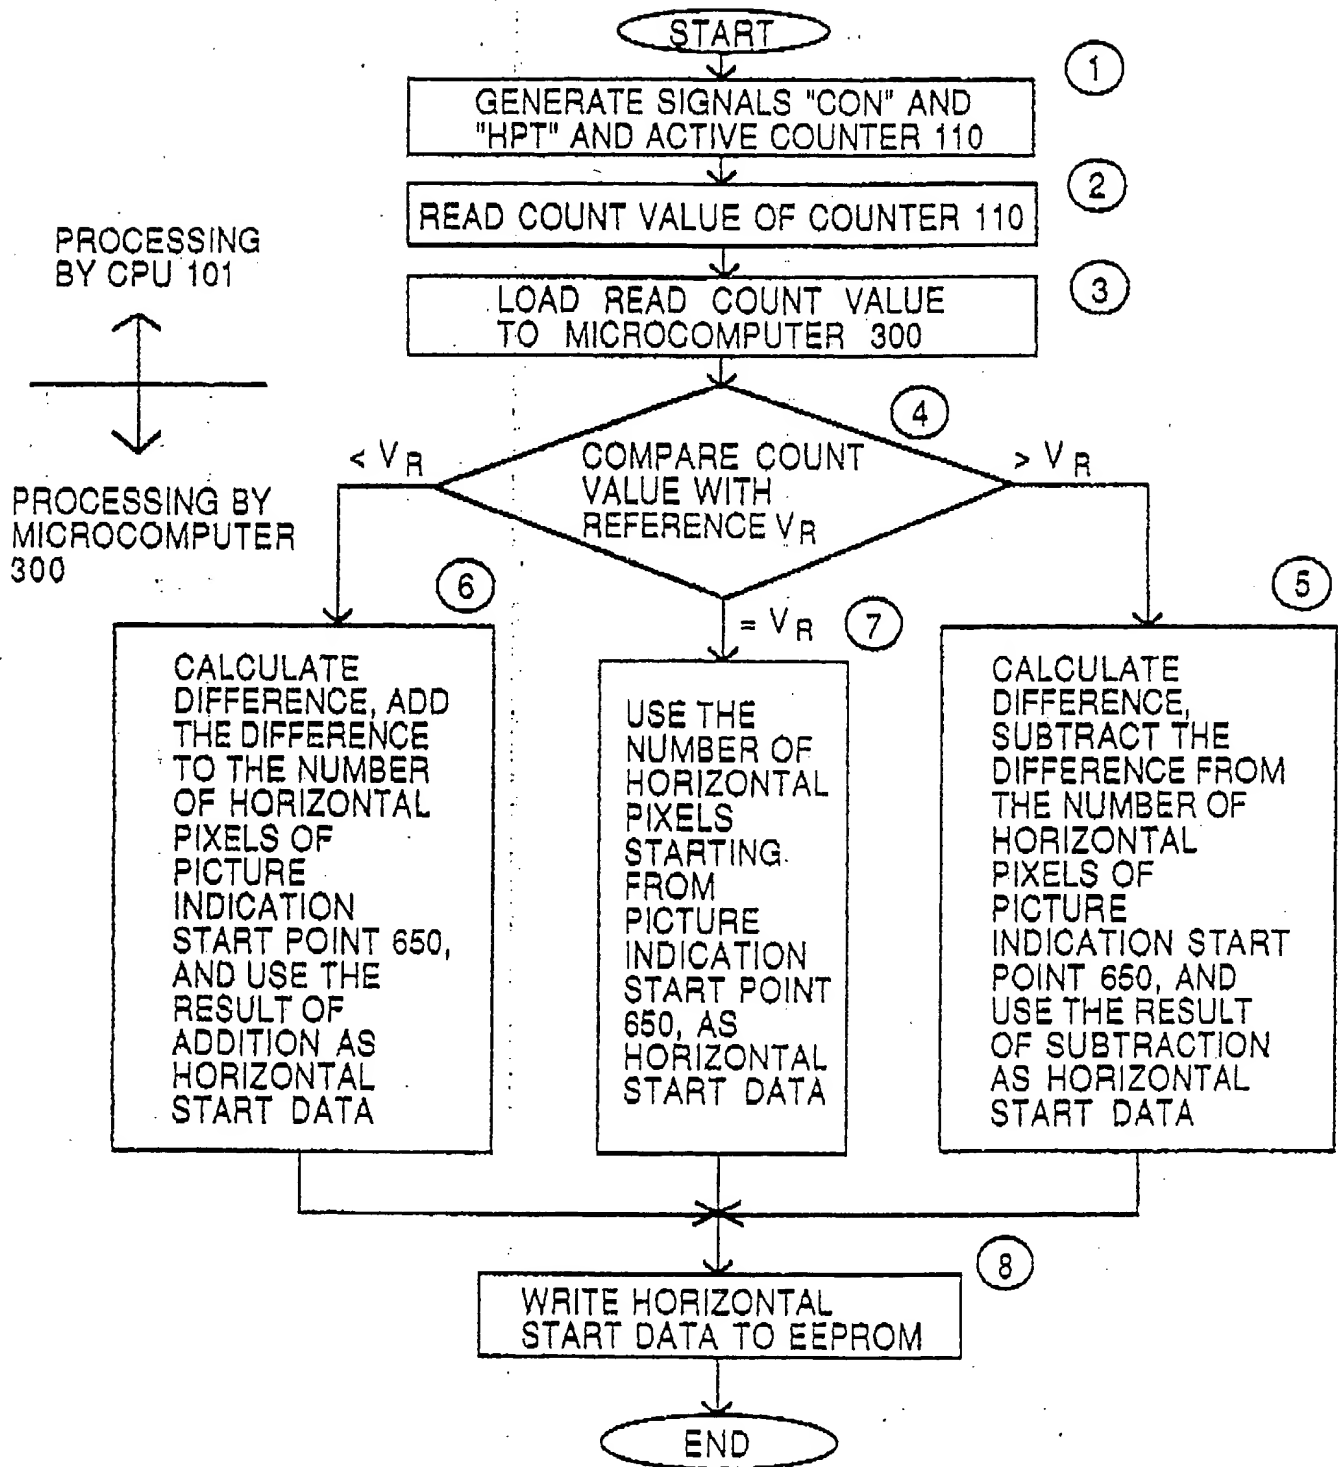 START
1
GENERATE SIGNALS "CON" AND
"HPT" AND ACTIVE COUNTER 110
2
READ COUNT VALUE OF COUNTER 110
PROCESSING
BY CPU 101
3
LOAD READ COUNT VALUE
TO MICROCOMPUTER 300
4
< VR
COMPARE COUNT
VALUE WITH
REFERENCE VR
> VR
PROCESSING BY
MICROCOMPUTER
300
6
= VR
7
5
CALCULATE
DIFFERENCE, ADD
THE DIFFERENCE
TO THE NUMBER
OF HORIZONTAL
PIXELS OF
PICTURE
INDICATION
START POINT 650,
AND USE THE
RESULT OF
ADDITION AS
HORIZONTAL
START DATA
USE THE
NUMBER OF
HORIZONTAL
PIXELS
STARTING
FROM
PICTURE
INDICATION
START POINT
650, AS
HORIZONTAL
START DATA
CALCULATE
DIFFERENCE,
SUBTRACT THE
DIFFERENCE FROM
THE NUMBER OF
HORIZONTAL
PIXELS OF
PICTURE
INDICATION START
POINT 650, AND
USE THE RESULT
OF SUBTRACTION
AS HORIZONTAL
START DATA
8
WRITE HORIZONTAL
START DATA TO EEPROM
END